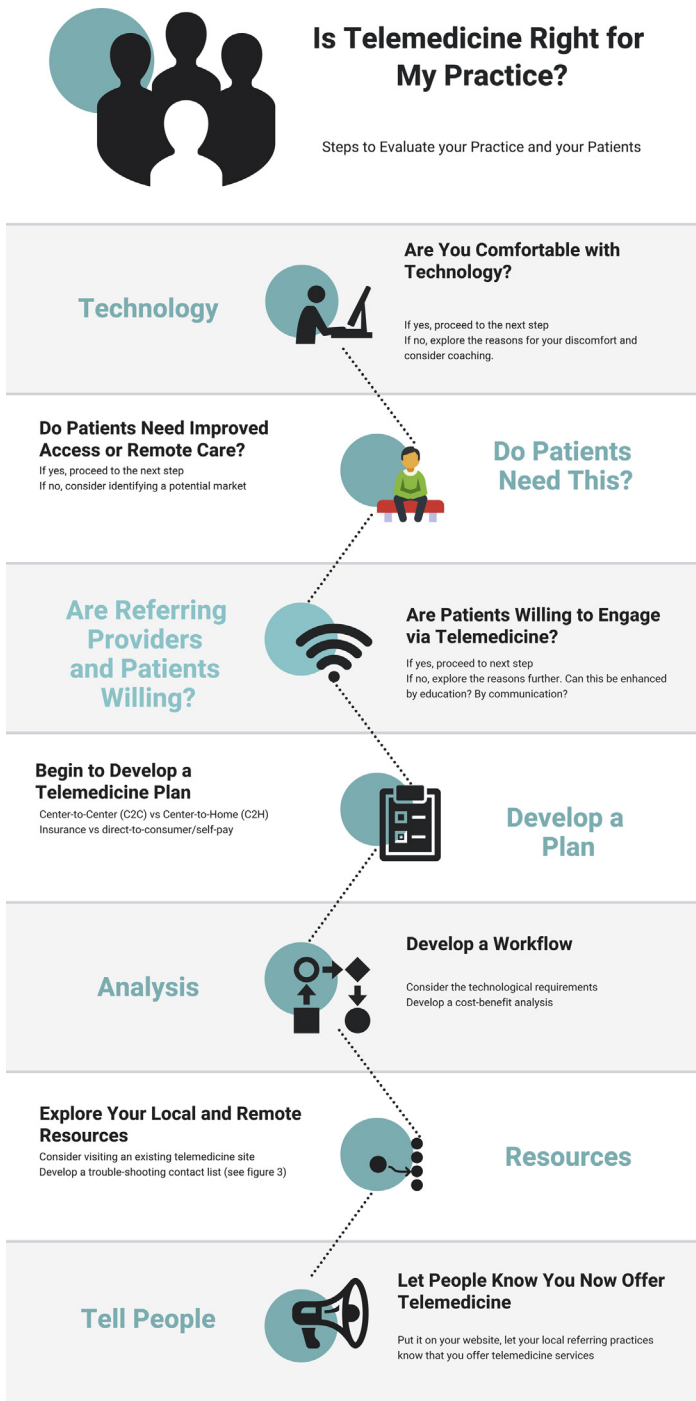 Is Telemedicine Right for
My Practice?
Steps to Evaluate your Practice and your Patients
Technology
Are You Comfortable with
Technology?
If yes, proceed to the next step
If no, explore the reasons for your discomfort and
consider coaching.
Do Patients Need Improved
Access or Remote Care?
If yes, proceed to the next step
If no, consider identifying a potential market
Do Patients
Need This?
Are Referring
Providers
and Patients
Willing?
Are Patients Willing to Engage
via Telemedicine?
If yes, proceed to next step
If no, explore the reasons further. Can this be enhanced
by education? By communication?
Begin to Develop a
Telemedicine Plan
Center-to-Center (C2C) vs Center-to-Home (C2H)
Insurance vs direct-to-consumer/self-pay
Develop a
Plan
Analysis
Develop a Workflow
Consider the technological requirements
Develop a cost-benefit analysis
Explore Your Local and Remote
Resources
Consider visiting an existing telemedicine site
Develop a trouble-shooting contact list (see figure 3)
Resources
Tell People
Let People Know You Now Offer
Telemedicine
Put it on your website, let your local referring practices
know that you offer telemedicine services